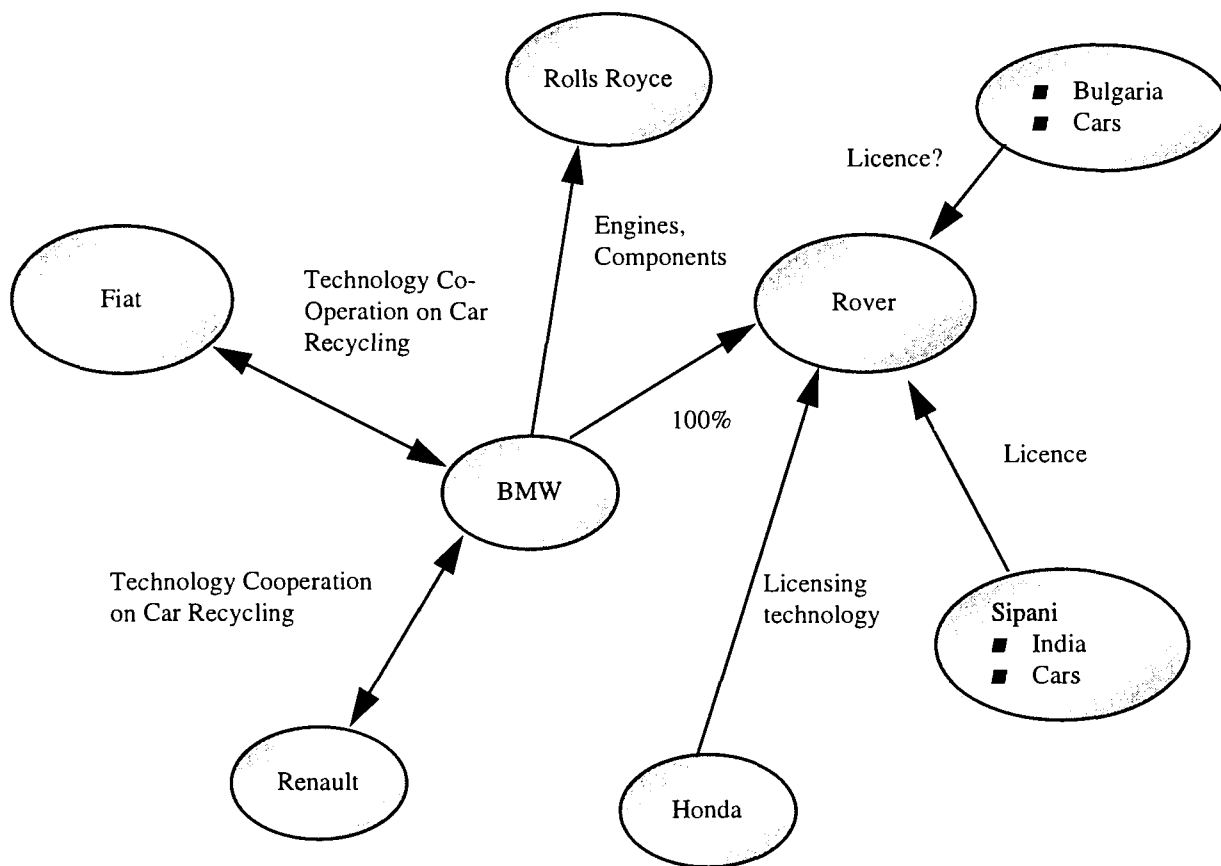 Rolls Royce
■ Bulgaria
■ Cars
Licence?
Engines,
Components
Fiat
Technology Co-
Operation on Car
Recycling
Rover
100%
BMW
Licence
Technology Cooperation
on Car Recycling
Licensing
technology
Sipani
■ India
■ Cars
Renault
Honda